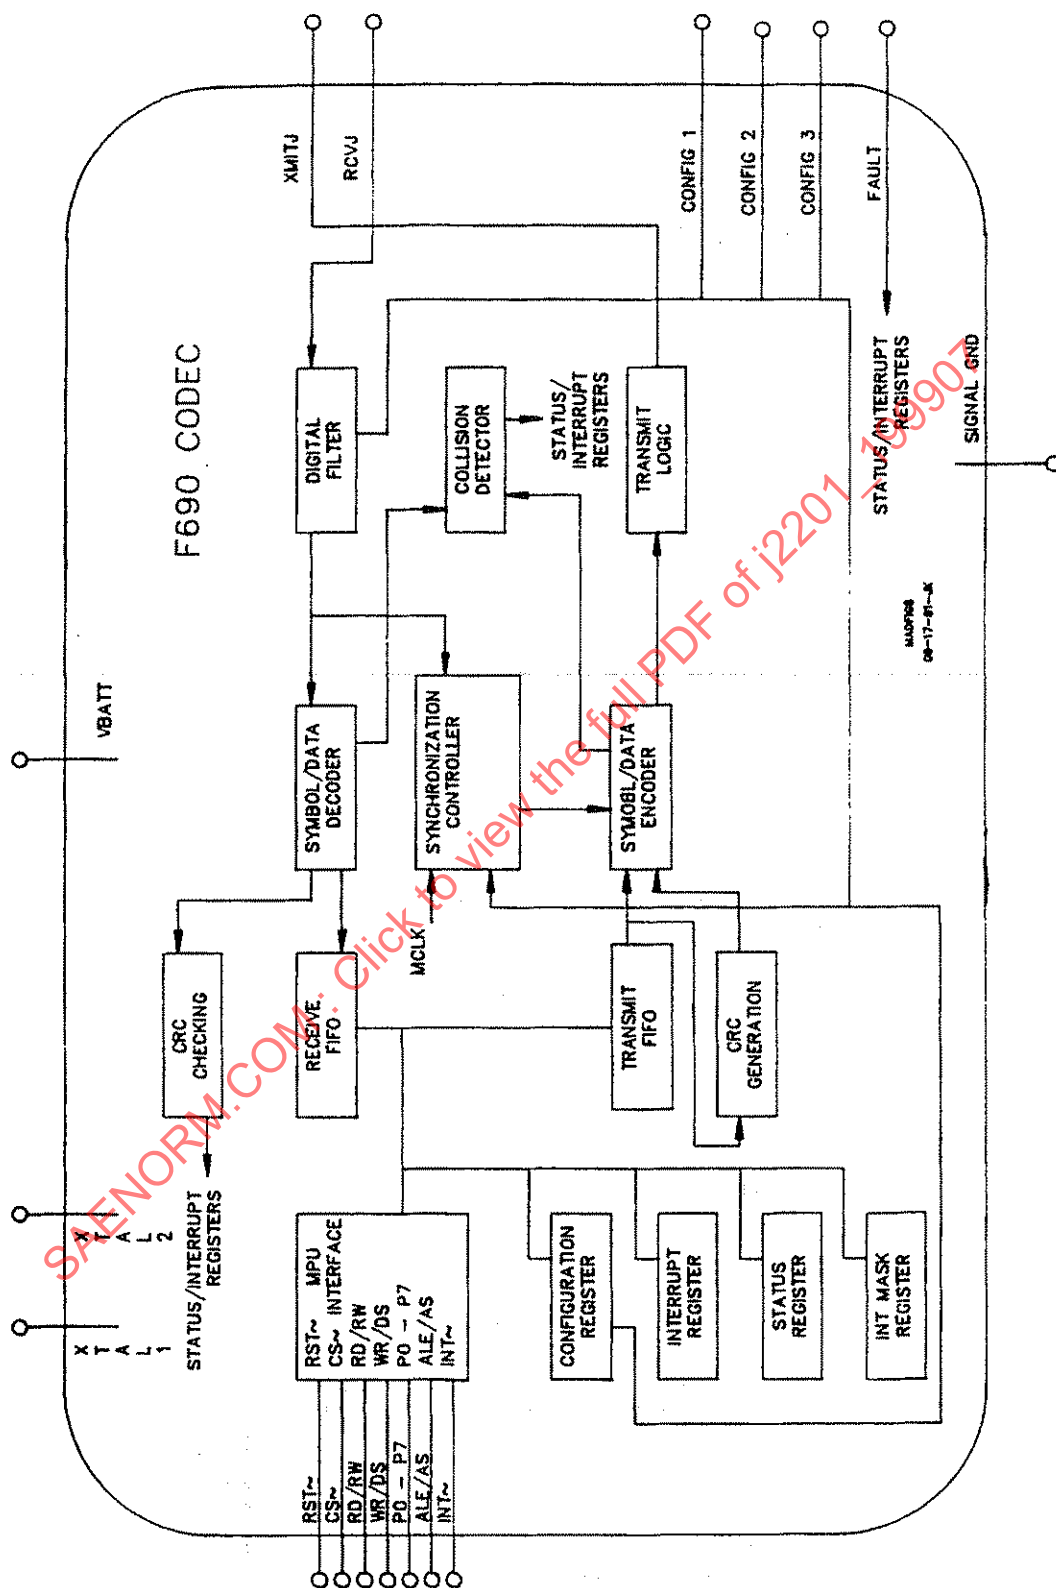 F690 CODEC
XTAL 1
XTAL 2
VBATT
XMITJ
RCVJ
CONFIG 1
CONFIG 2
CONFIG 3
FAULT
STATUS/INTERRUPT
REGISTERS
SIGNAL GND
CRC
CHECKING
STATUS/INTERRUPT
REGISTERS
RECEIVE
FIFO
SYMBOL/DATA
DECODER
DIGITAL
FILTER
COLLISION
DETECTOR
STATUS/
INTERRUPT
REGISTERS
SYNCHRONIZATION
CONTROLLER
MCLK
TRANSMIT
FIFO
SYMOBL/DATA
ENCODER
TRANSMIT
LOGIC
CRC
GENERATION
RST~ MPU
CS~ INTERFACE
RD/RW
WR/DS
PO - P7
ALE/AS
INT~
RST~
CS~
RD/RW
WR/DS
PO - P7
ALE/AS
INT~
CONFIGURATION
REGISTER
INTERRUPT
REGISTER
STATUS
REGISTER
INT MASK
REGISTER
SAENORM.COM: Click to view the full PDF of j2201_199907